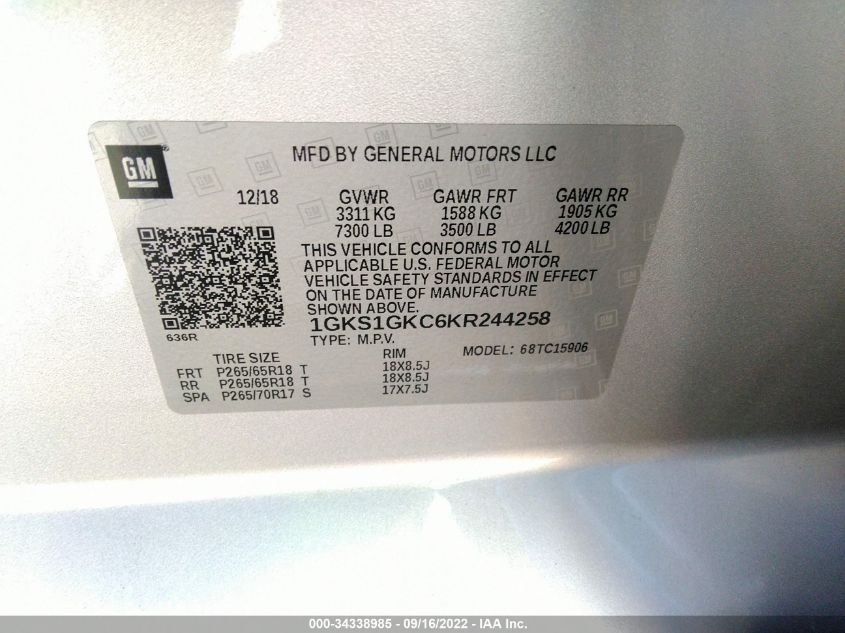 GM
MFD BY GENERAL MOTORS LLC
12/18 GVWR GAWR FRT GAWR RR
3311 KG 1588 KG 1905 KG
7300 LB 3500 LB 4200 LB
THIS VEHICLE CONFORMS TO ALL
APPLICABLE U.S. FEDERAL MOTOR
VEHICLE SAFETY STANDARDS IN EFFECT
ON THE DATE OF MANUFACTURE
SHOWN ABOVE.
1GKS1GKC6KR244258
636R
TYPE: M.P.V. MODEL: 68TC15906
TIRE SIZE RIM
FRT P265/65R18 T 18X8.5J
RR P265/65R18 T 18X8.5J
SPA P265/70R17 S 17X7.5J
000-34338985 - 09/16/2022 - IAA Inc.